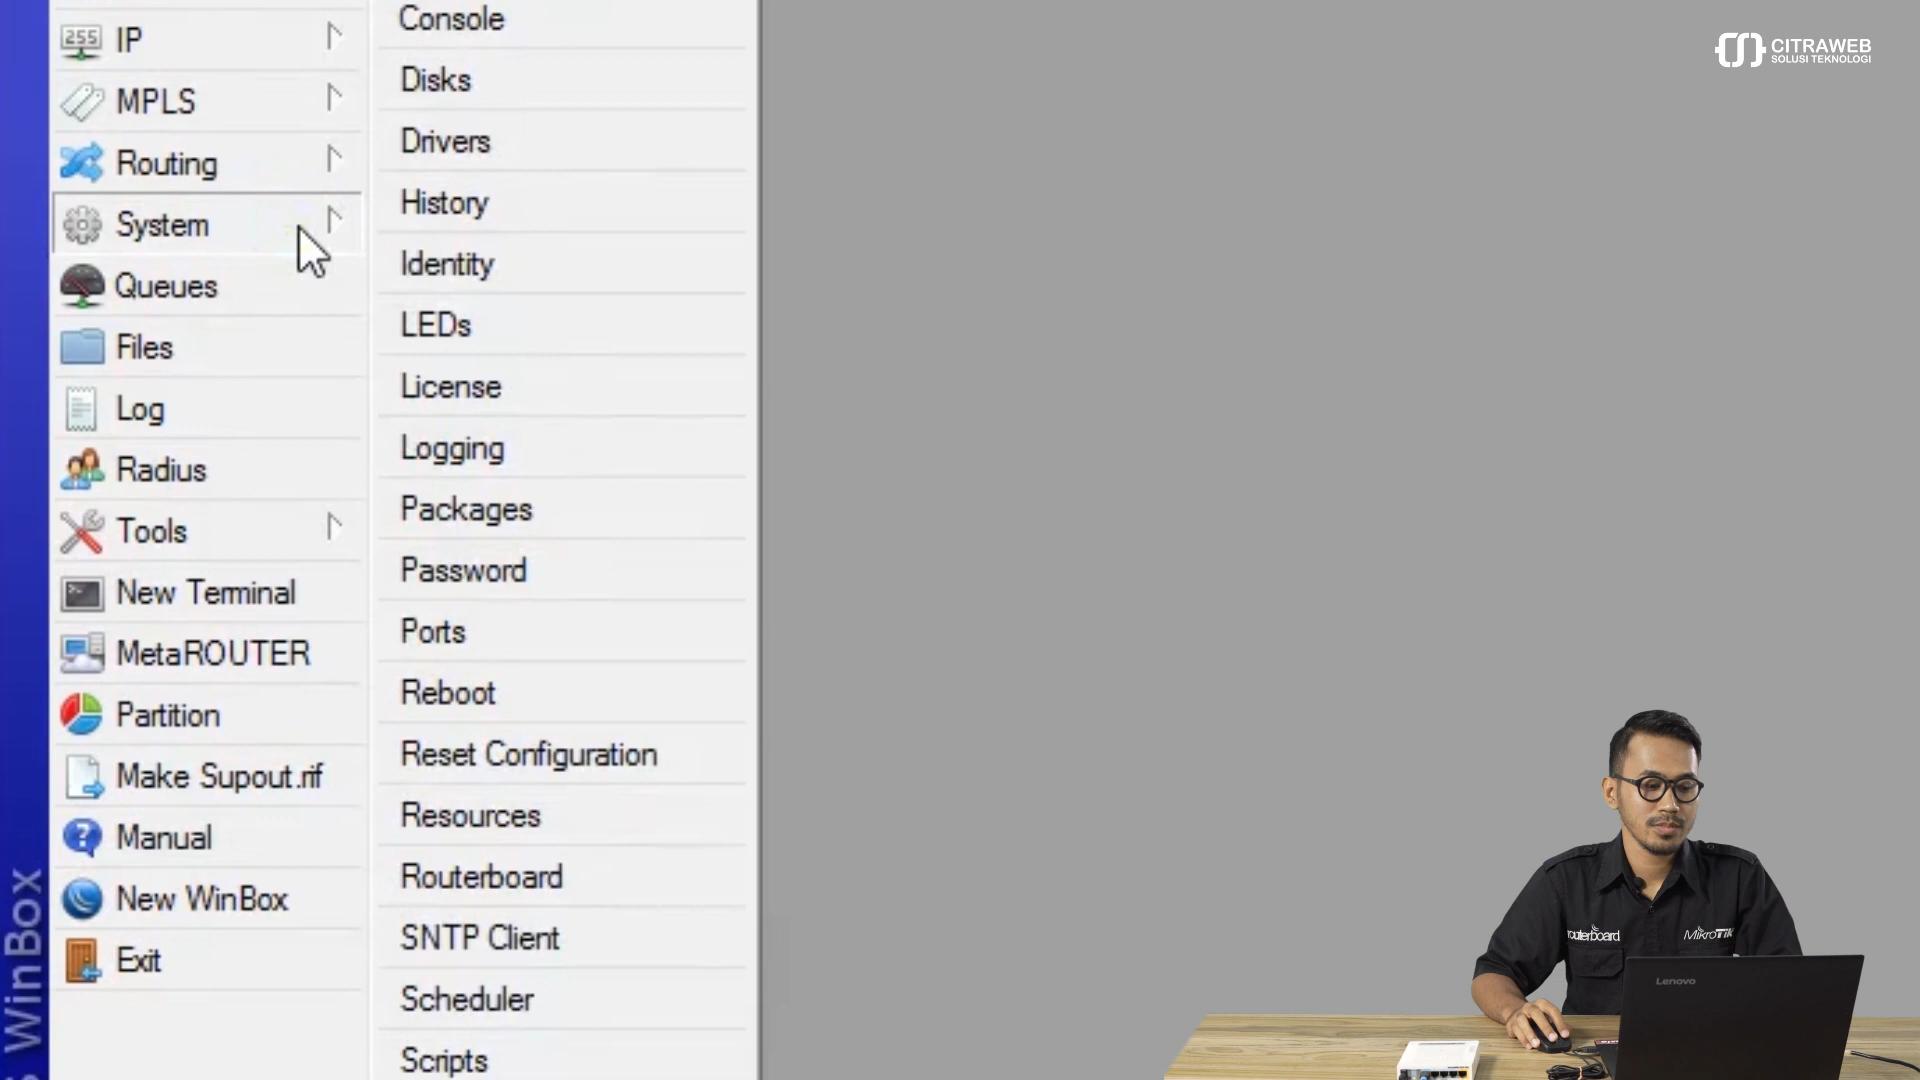 IP
MPLS
Routing
System
Queues
Files
Log
Radius
Tools
New Terminal
MetaROUTER
Partition
Make Supout.rif
Manual
New WinBox
Exit
WinBox
Console
Disks
Drivers
History
Identity
LEDs
License
Logging
Packages
Password
Ports
Reboot
Reset Configuration
Resources
Routerboard
SNTP Client
Scheduler
Scripts
255
CITRAWEB
SOLUSI TEKNOLOGI
routerboard
MikroTik
Lenovo